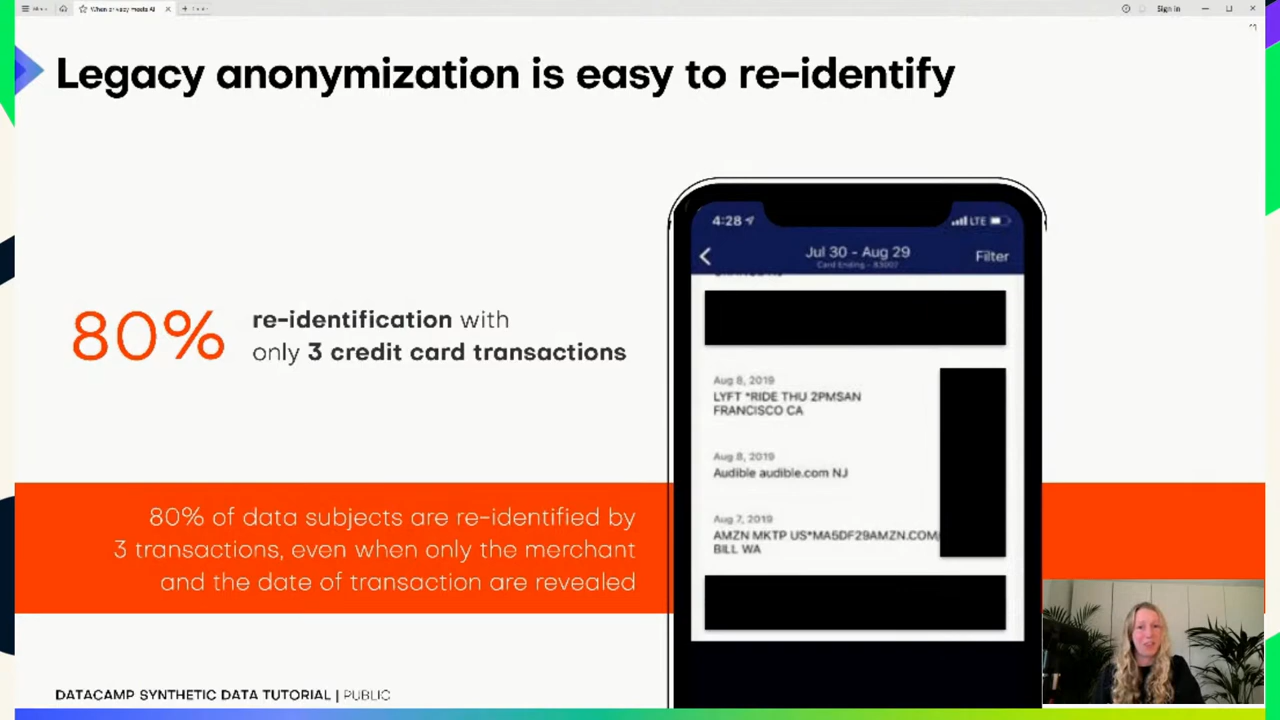 When privacy meets AI
Sign in
Legacy anonymization is easy to re-identify
80%
re-identification with
only 3 credit card transactions
80% of data subjects are re-identified by
3 transactions, even when only the merchant
and the date of transaction are revealed
4:28
LTE
Jul 30 - Aug 29
Filter
Aug 8, 2019
LYFT *RIDE THU 2PMSAN
FRANCISCO CA
Aug 8, 2019
Audible audible.com NJ
Aug 7, 2019
AMZN MKTP US*MA5DF29AMZN.COM/
BILL WA
DATACAMP SYNTHETIC DATA TUTORIAL | PUBLIC